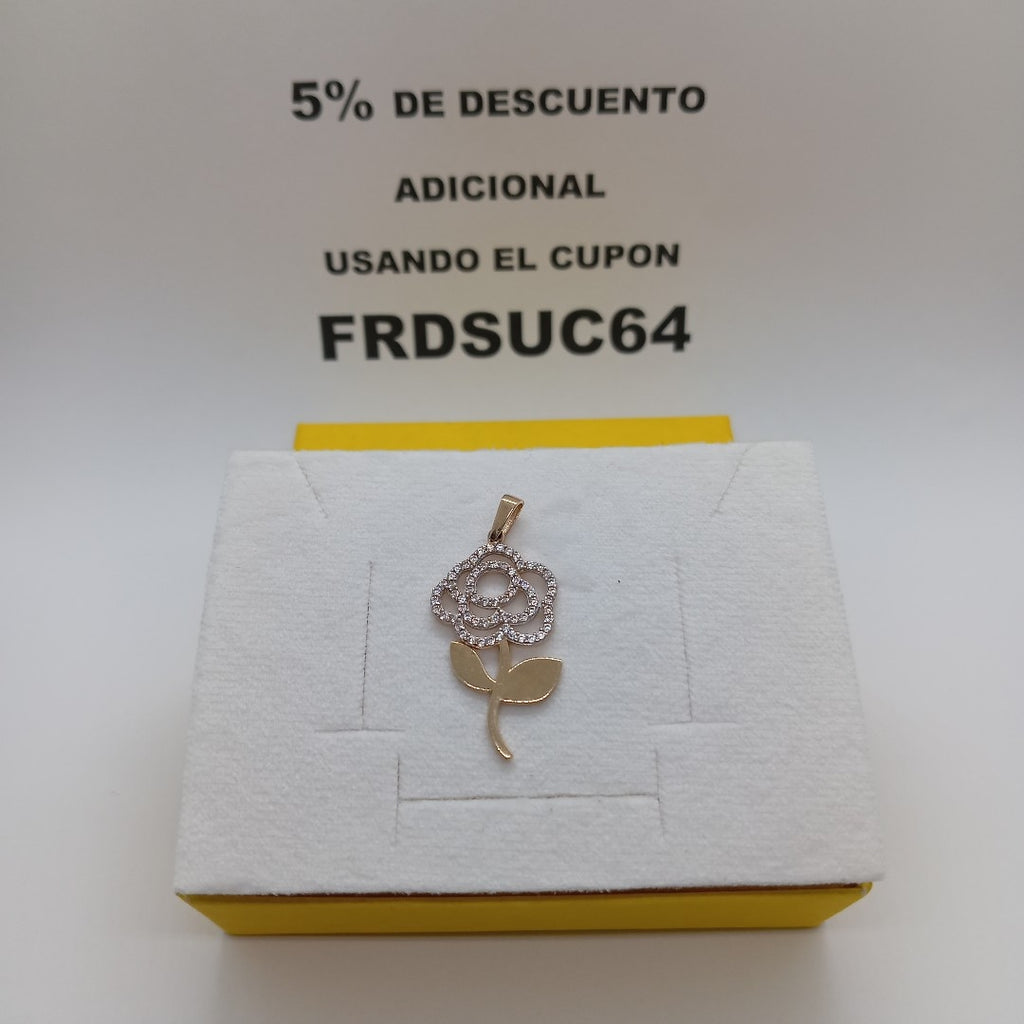 5% DE DESCUENTO
ADICIONAL
USANDO EL CUPON
FRDSUC64